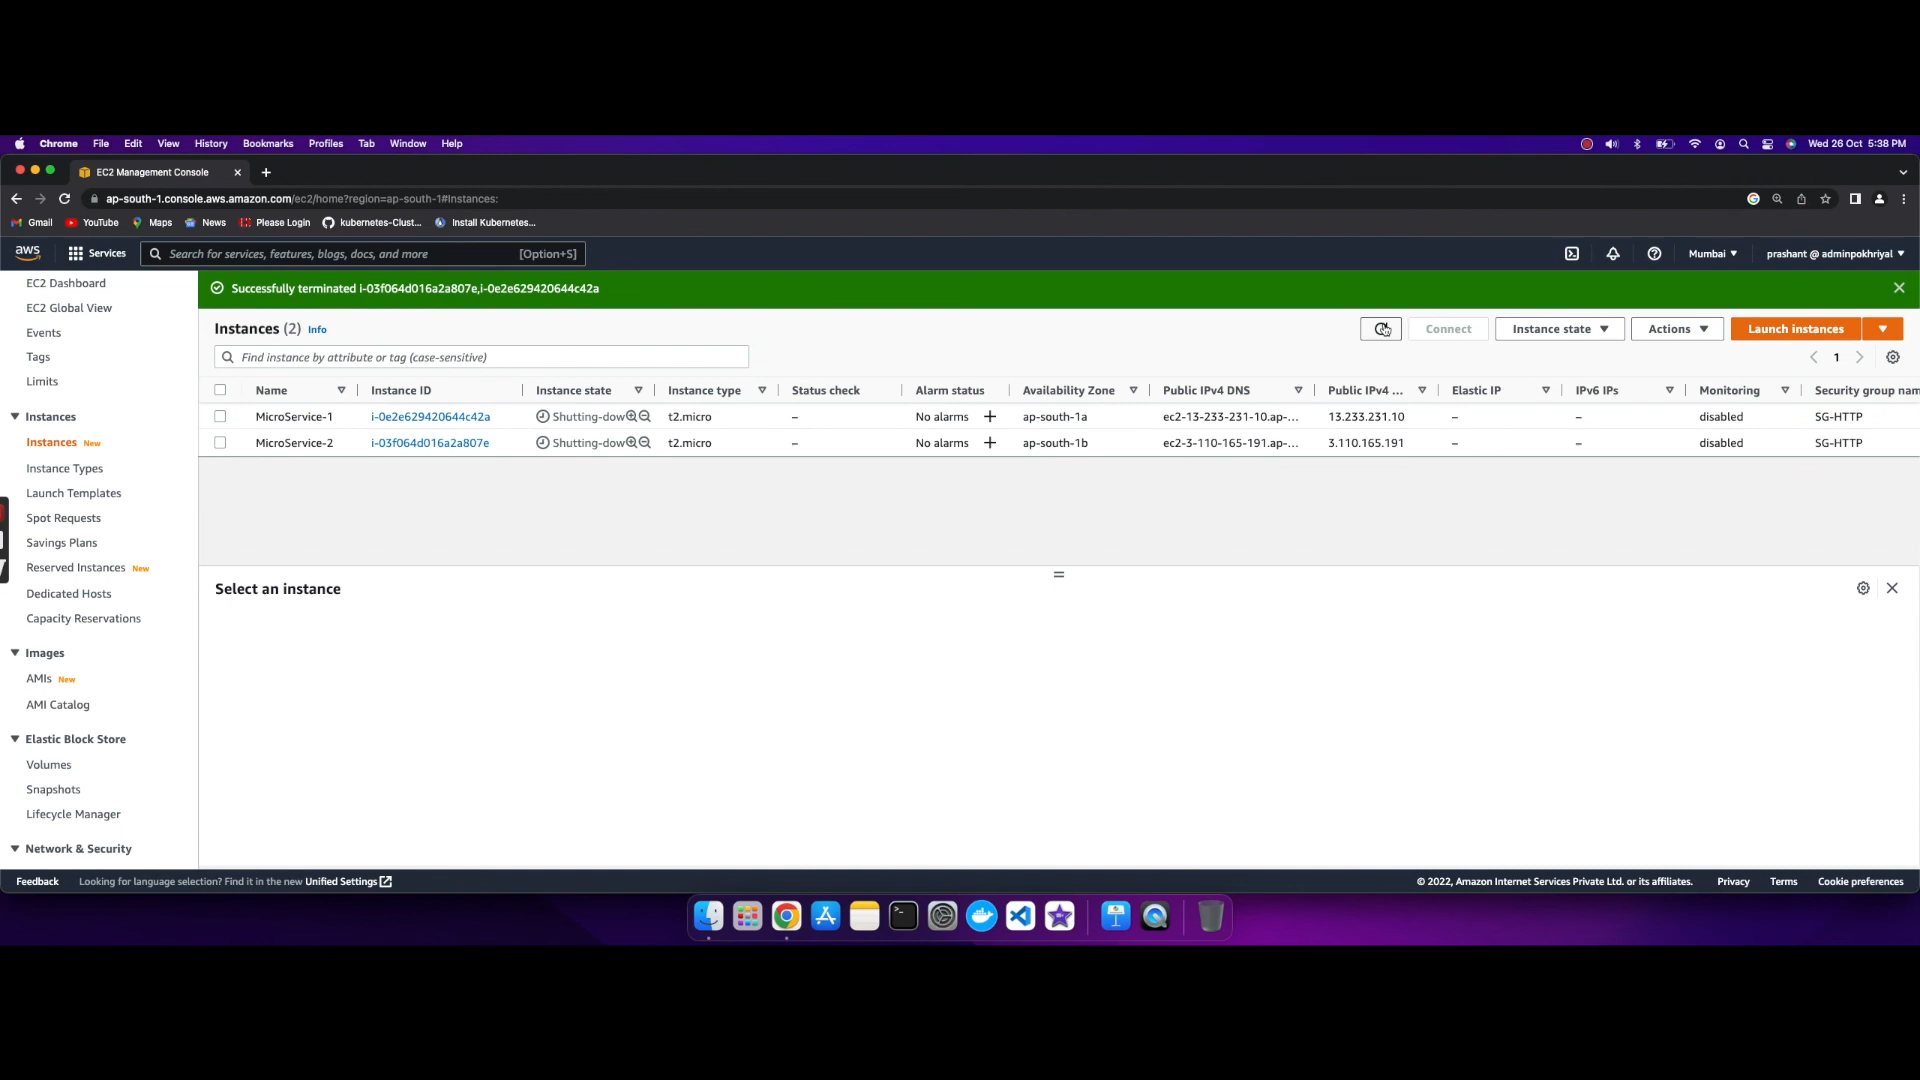 Chrome File Edit View History Bookmarks Profiles Tab Window Help Wed 26 Oct 5:38 PM
EC2 Management Console
ap-south-1.console.aws.amazon.com/ec2/home?region=ap-south-1#Instances:
Gmail YouTube Maps News Please Login kubernetes-Clust... Install Kubernetes...
aws Services Search for services, features, blogs, docs, and more [Option+S] Mumbai prashant @ adminpokhriyal
EC2 Dashboard
EC2 Global View
Events
Tags
Limits
Instances
Instances New
Instance Types
Launch Templates
Spot Requests
Savings Plans
Reserved Instances New
Dedicated Hosts
Capacity Reservations
Images
AMIs New
AMI Catalog
Elastic Block Store
Volumes
Snapshots
Lifecycle Manager
Network & Security
Successfully terminated i-03f064d016a2a807e,i-0e2e629420644c42a
Instances (2) Info Connect Instance state Actions Launch instances
Find instance by attribute or tag (case-sensitive) 1
Name Instance ID Instance state Instance type Status check Alarm status Availability Zone Public IPv4 DNS Public IPv4 ... Elastic IP IPv6 IPs Monitoring Security group nam
MicroService-1 i-0e2e629420644c42a Shutting-dow t2.micro – No alarms + ap-south-1a ec2-13-233-231-10.ap-... 13.233.231.10 – – disabled SG-HTTP
MicroService-2 i-03f064d016a2a807e Shutting-dow t2.micro – No alarms + ap-south-1b ec2-3-110-165-191.ap-... 3.110.165.191 – – disabled SG-HTTP
Select an instance
Feedback Looking for language selection? Find it in the new Unified Settings © 2022, Amazon Internet Services Private Ltd. or its affiliates. Privacy Terms Cookie preferences